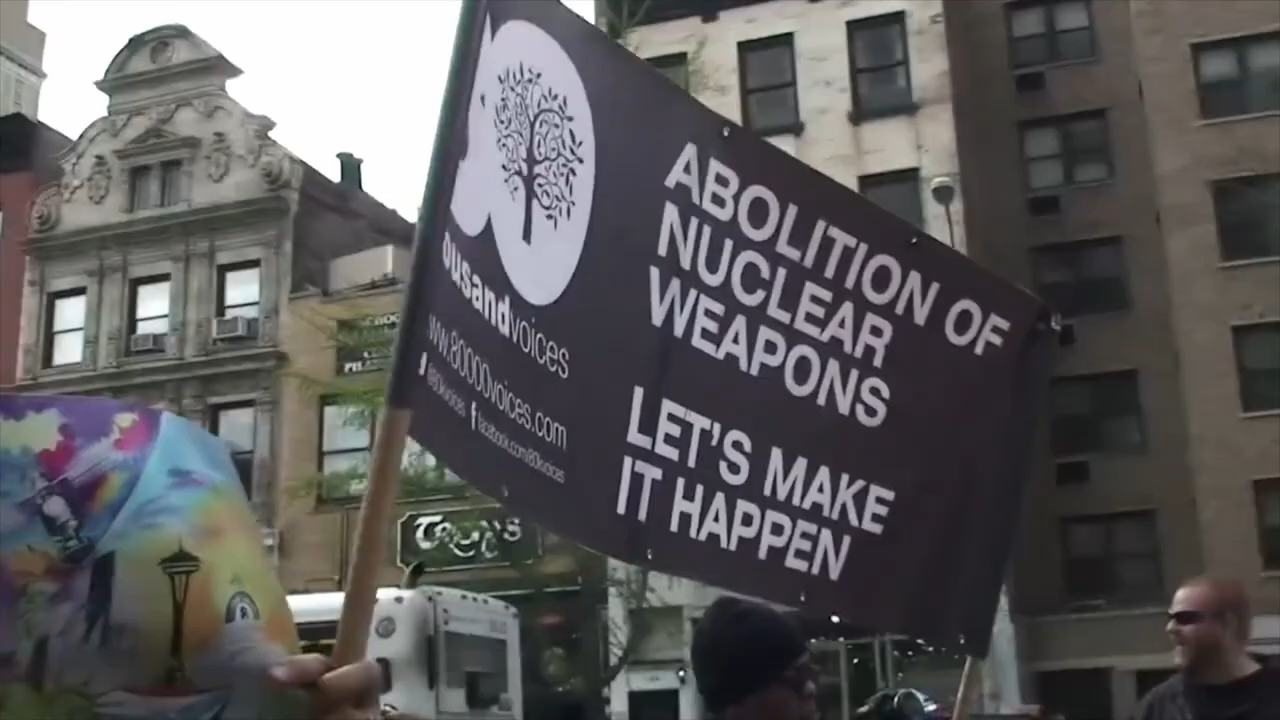 ABOLITION OF
NUCLEAR
WEAPONS
LET'S MAKE
IT HAPPEN
ousandvoices
www.80000voices.com
@80kvoices
facebook.com/80kvoices